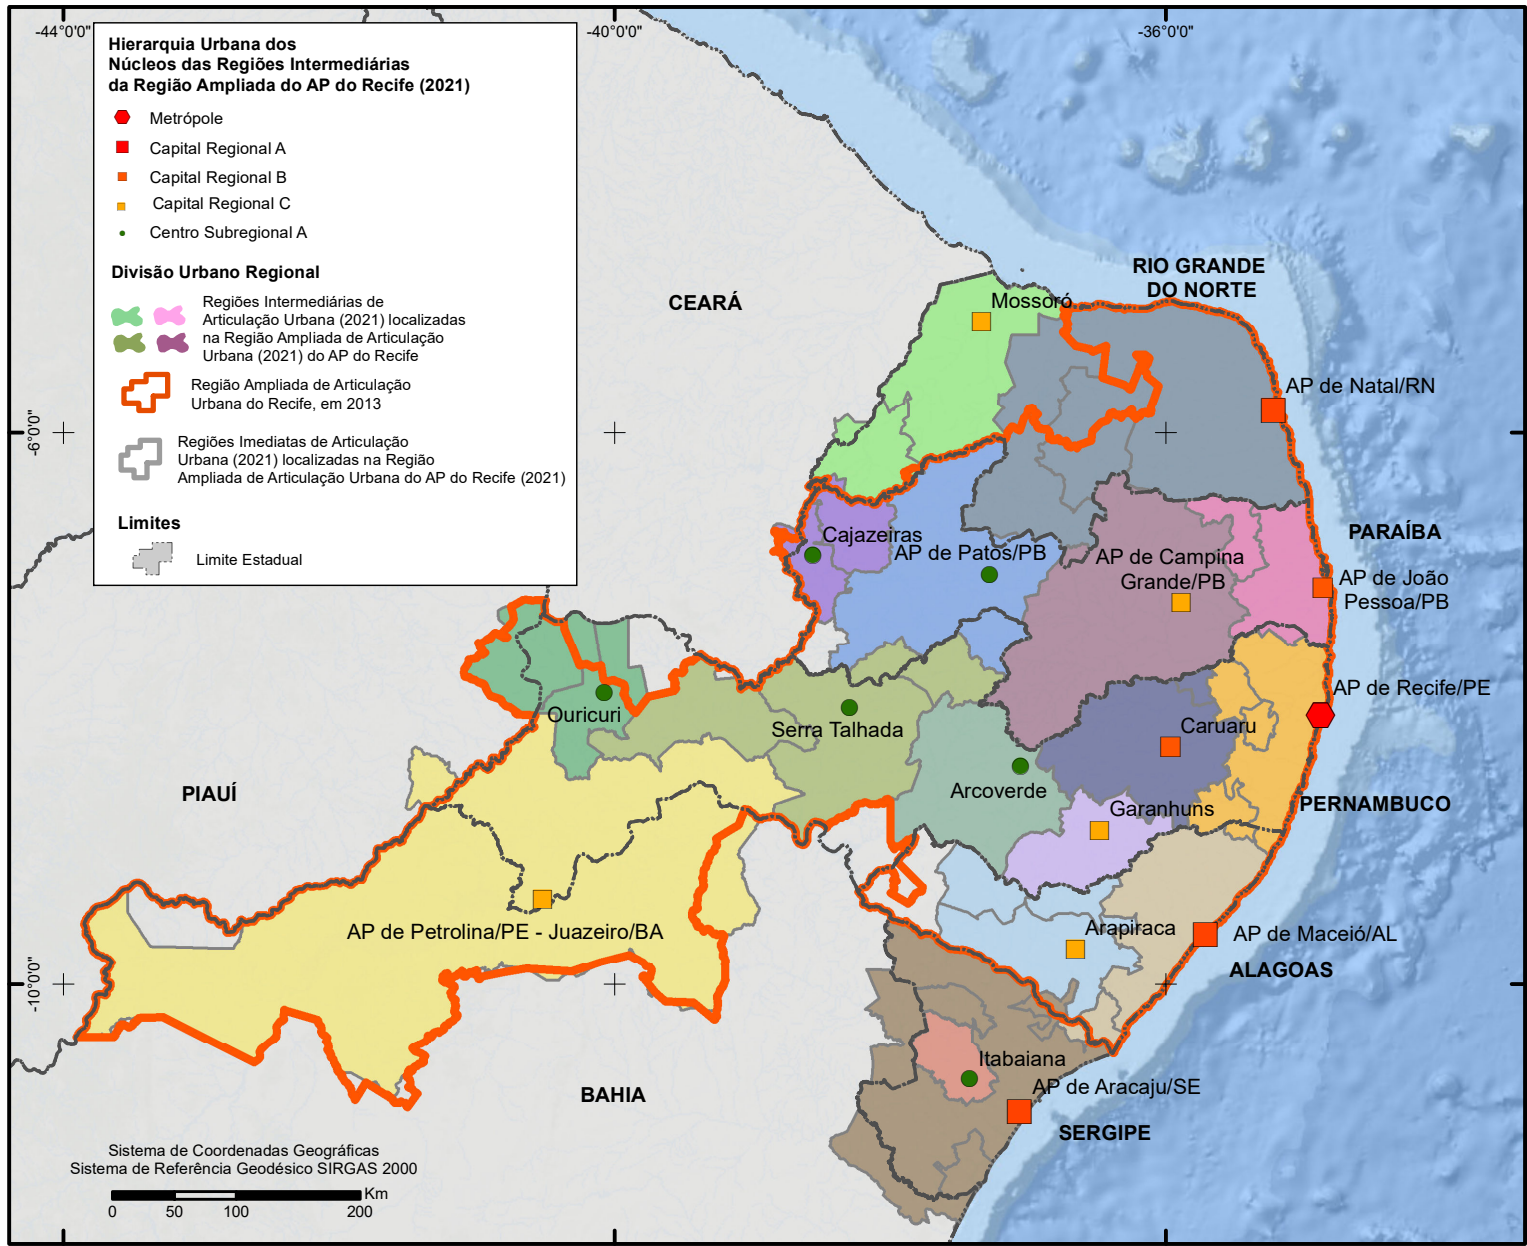 -44°0'0"
-40°0'0"
-36°0'0"
Hierarquia Urbana dos
Núcleos das Regiões Intermediárias
da Região Ampliada do AP do Recife (2021)
Metrópole
Capital Regional A
Capital Regional B
Capital Regional C
Centro Subregional A
Divisão Urbano Regional
Regiões Intermediárias de
Articulação Urbana (2021) localizadas
na Região Ampliada de Articulação
Urbana (2021) do AP do Recife
Região Ampliada de Articulação
Urbana do Recife, em 2013
Regiões Imediatas de Articulação
Urbana (2021) localizadas na Região
Ampliada de Articulação Urbana do AP do Recife (2021)
Limites
Limite Estadual
-6°0'0"
-10°0'0"
CEARÁ
RIO GRANDE
DO NORTE
Mossoró
AP de Natal/RN
PARAÍBA
Cajazeiras
AP de Patos/PB
AP de Campina
Grande/PB
AP de João
Pessoa/PB
AP de Recife/PE
Ouricuri
Serra Talhada
Caruaru
PIAUÍ
Arcoverde
Garanhuns
PERNAMBUCO
AP de Petrolina/PE - Juazeiro/BA
Arapiraca
AP de Maceió/AL
ALAGOAS
Itabaiana
BAHIA
AP de Aracaju/SE
SERGIPE
Sistema de Coordenadas Geográficas
Sistema de Referência Geodésico SIRGAS 2000
Km
0 50 100 200